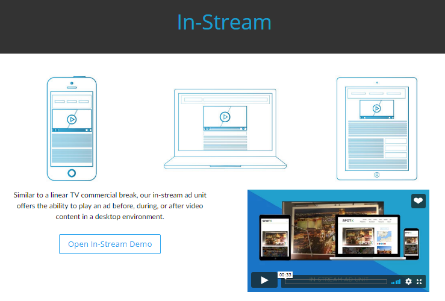 In-Stream
Similar to a linear TV commercial break, our in-stream ad unit
offers the ability to play an ad before, during, or after video
content in a desktop environment.
Open In-Stream Demo